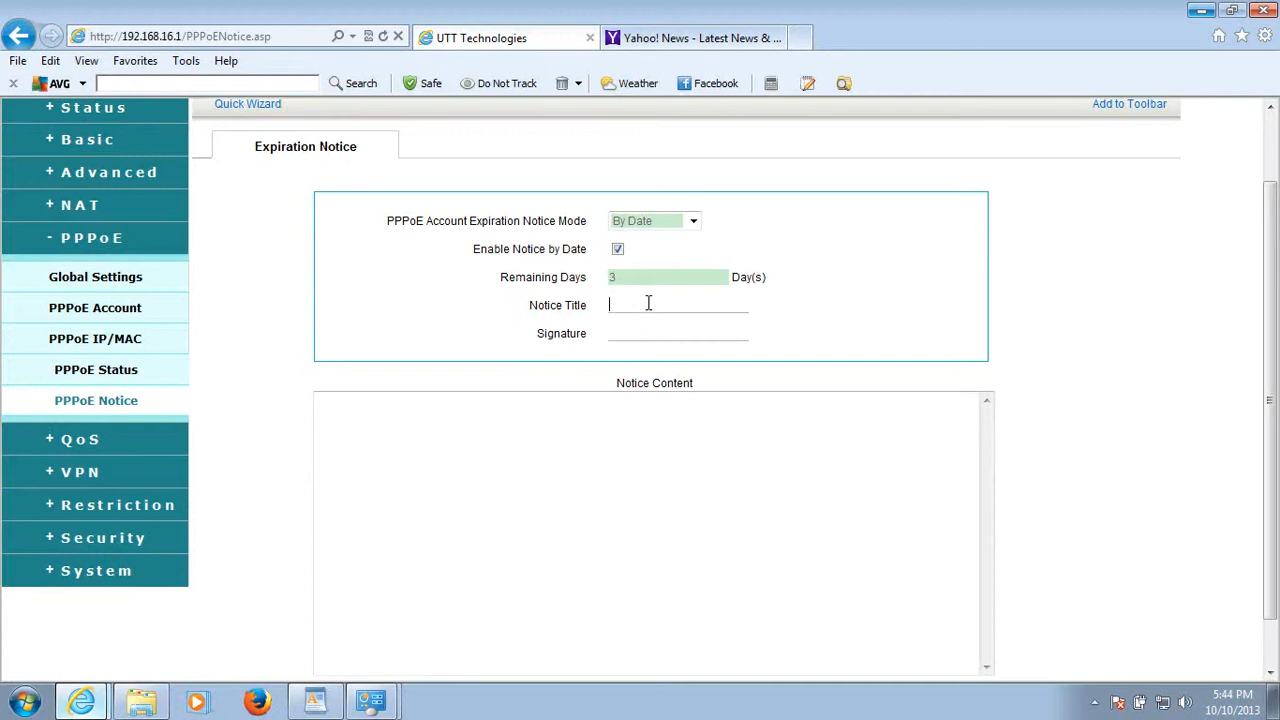 http://192.168.16.1/PPPoENotice.asp
UTT Technologies
Yahoo! News - Latest News & ...
File Edit View Favorites Tools Help
AVG Search Safe Do Not Track Weather Facebook
Quick Wizard
Add to Toolbar
+ Status
+ Basic
+ Advanced
+ NAT
- PPPoE
Global Settings
PPPoE Account
PPPoE IP/MAC
PPPoE Status
PPPoE Notice
+ QoS
+ VPN
+ Restriction
+ Security
+ System
Expiration Notice
PPPoE Account Expiration Notice Mode By Date
Enable Notice by Date
Remaining Days 3 Day(s)
Notice Title
Signature
Notice Content
5:44 PM
10/10/2013